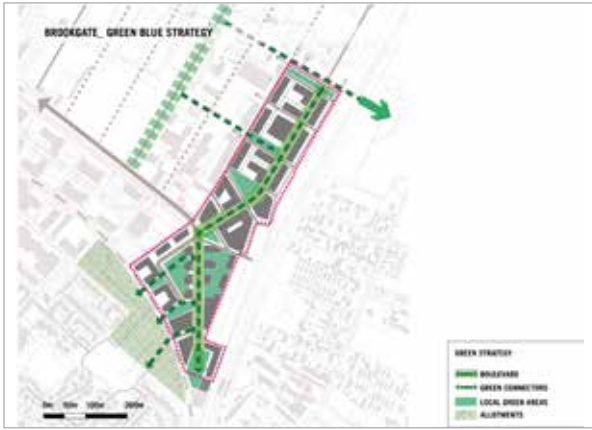 BROOKGATE_ GREEN BLUE STRATEGY
GREEN STRATEGY
BOULEVARD
GREEN CONNECTORS
LOCAL GREEN AREAS
ALLOTMENTS
0m 50m 100m 200m